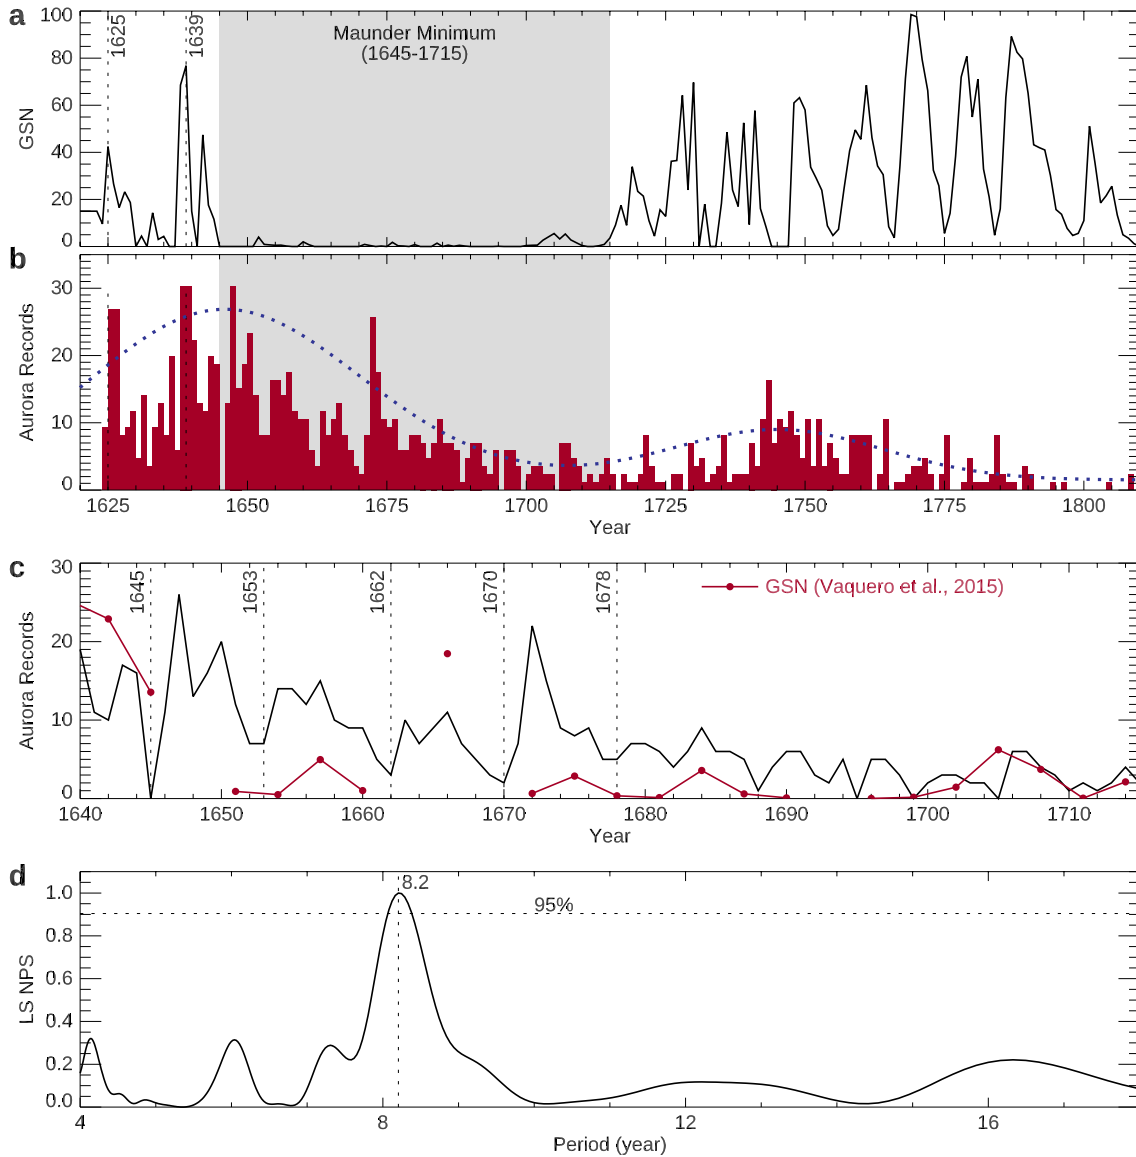 a
GSN
100
80
60
40
20
0
1625
1639
Maunder Minimum
(1645-1715)
b
Aurora Records
30
20
10
0
1625 1650 1675 1700 1725 1750 1775 1800
Year
c
Aurora Records
30
20
10
0
1645
1653
1662
1670
1678
GSN (Vaquero et al., 2015)
1640 1650 1660 1670 1680 1690 1700 1710
Year
d
LS NPS
1.0
0.8
0.6
0.4
0.2
0.0
8.2
95%
4 8 12 16
Period (year)